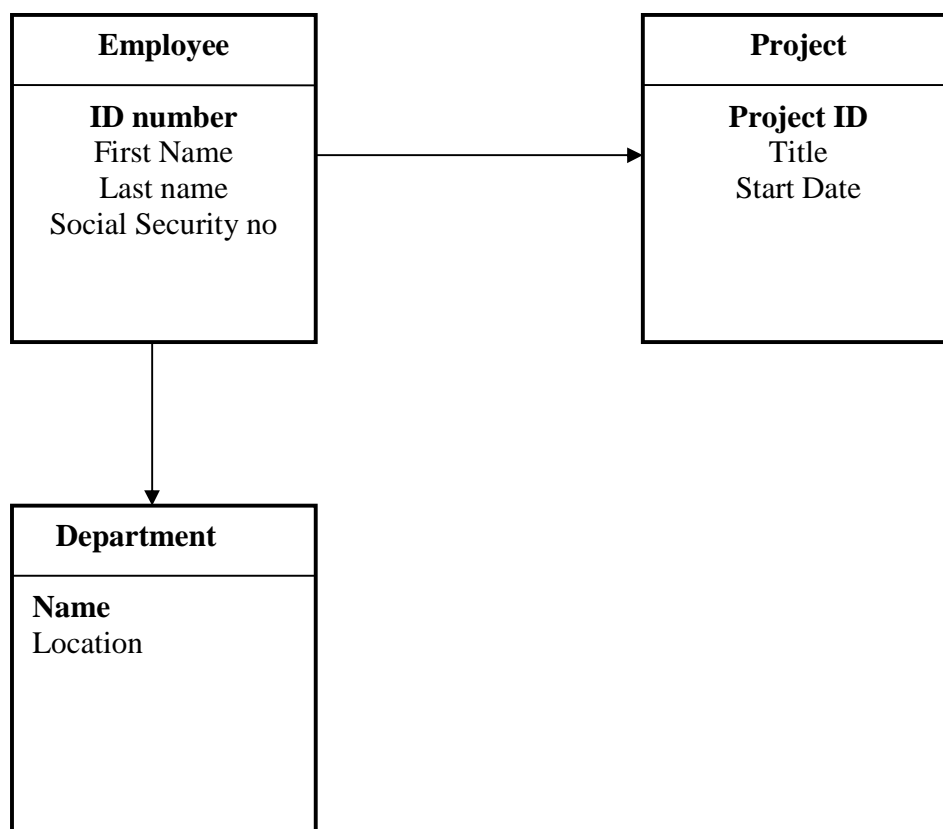 Employee
ID number
First Name
Last name
Social Security no
Project
Project ID
Title
Start Date
Department
Name
Location